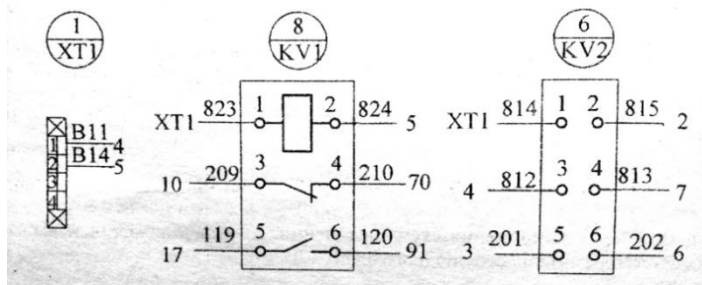 1 8 6
XT1 KV1 KV2
823 1 2 824 814 1 2 815
XT1 5 XT1 2
B11 4
1
B14 5
2
3
4
209 3 4 210 812 3 4 813
10 70 4 7
119 5 6 120 201 5 6 202
17 91 3 6